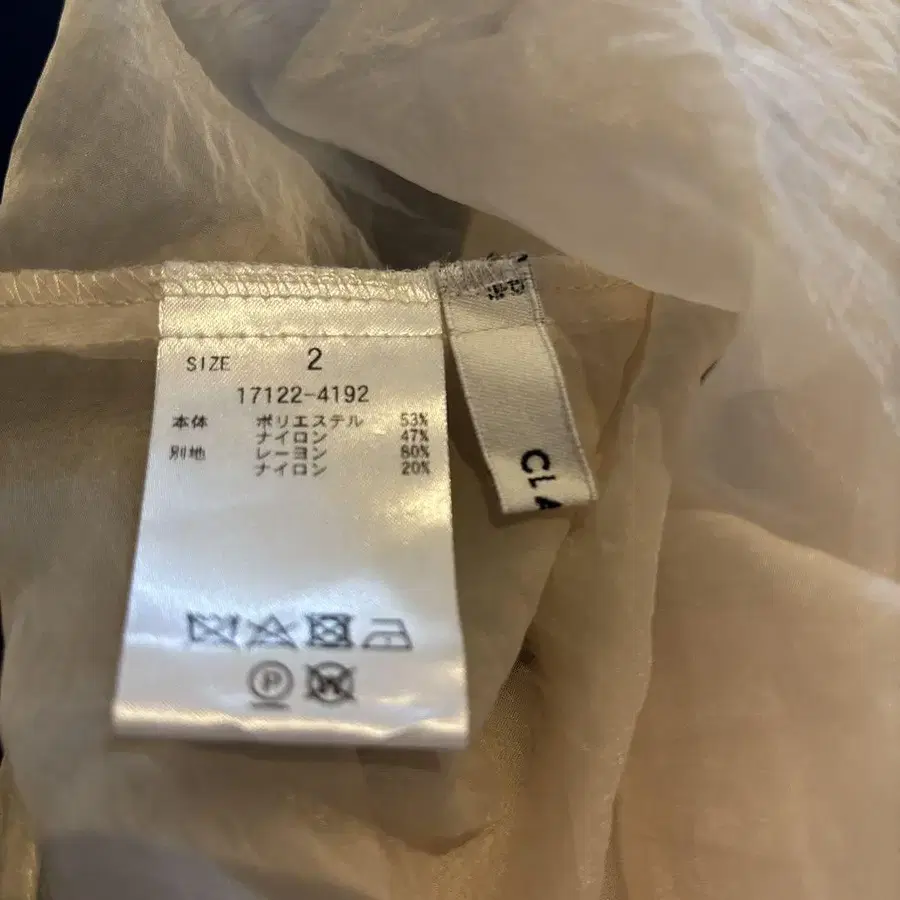 SIZE 2
17122-4192
本体 ポリエステル 53%
ナイロン 47%
別地 レーヨン 80%
ナイロン 20%
P
W